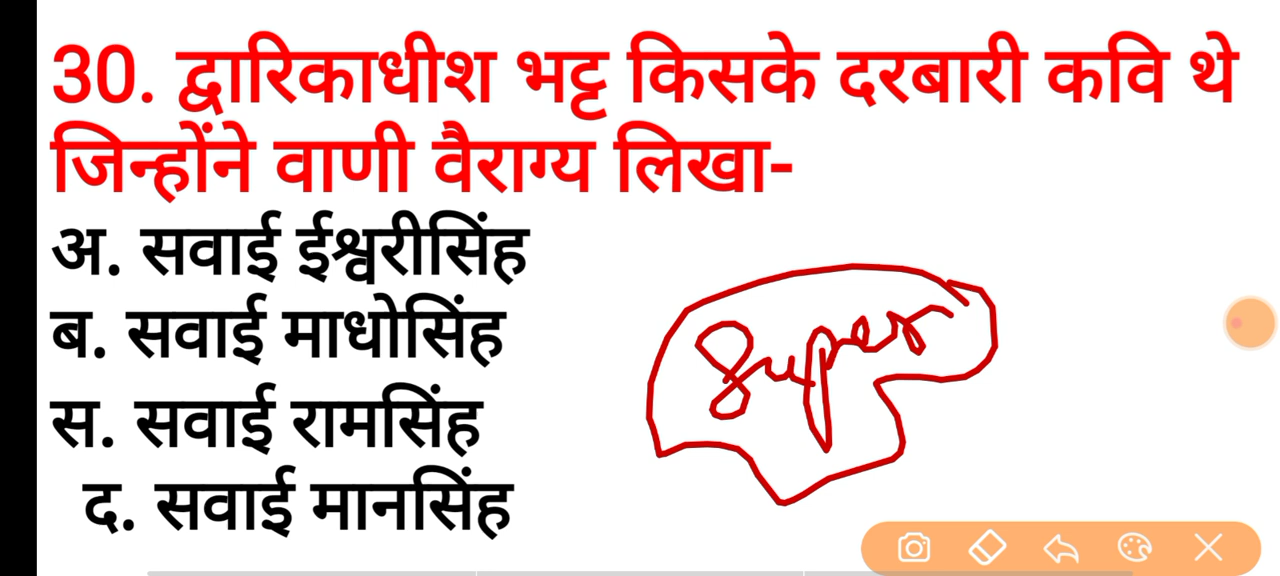 30. द्वारिकाधीश भट्ट किसके दरबारी कवि थे
जिन्होंने वाणी वैराग्य लिखा-
अ. सवाई ईश्वरीसिंह
ब. सवाई माधोसिंह
स. सवाई रामसिंह
द. सवाई मानसिंह
Super